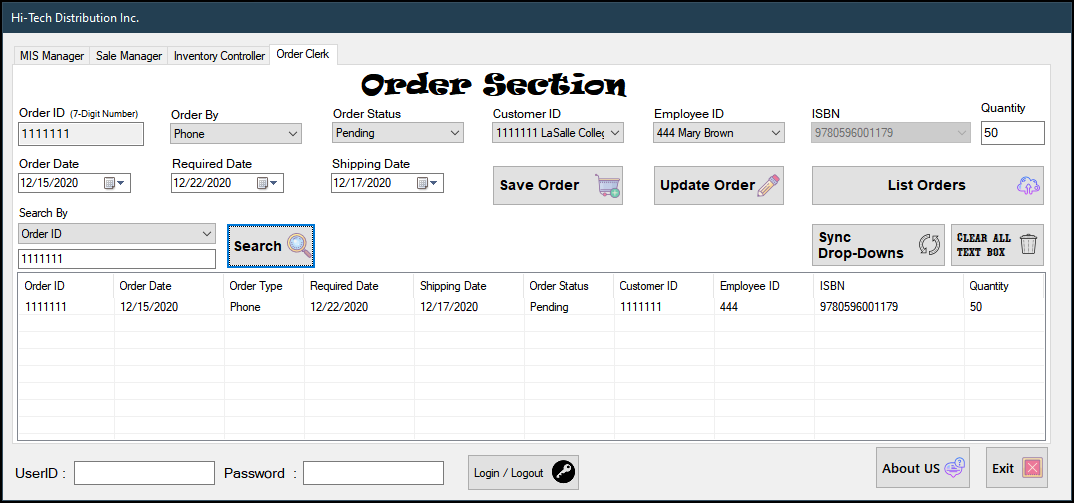 Hi-Tech Distribution Inc.
MIS Manager Sale Manager Inventory Controller Order Clerk
Order Section
Order ID (7-Digit Number) Order By Order Status Customer ID Employee ID ISBN Quantity
1111111 Phone Pending 1111111 LaSalle Colleg 444 Mary Brown 9780596001179 50
Order Date Required Date Shipping Date
12/15/2020 12/22/2020 12/17/2020 Save Order Update Order List Orders
Search By
Order ID
1111111
Search
Sync
Drop-Downs
CLEAR ALL
TEXT BOX
Order ID Order Date Order Type Required Date Shipping Date Order Status Customer ID Employee ID ISBN Quantity
1111111 12/15/2020 Phone 12/22/2020 12/17/2020 Pending 1111111 444 9780596001179 50
UserID : Password : Login / Logout About US Exit